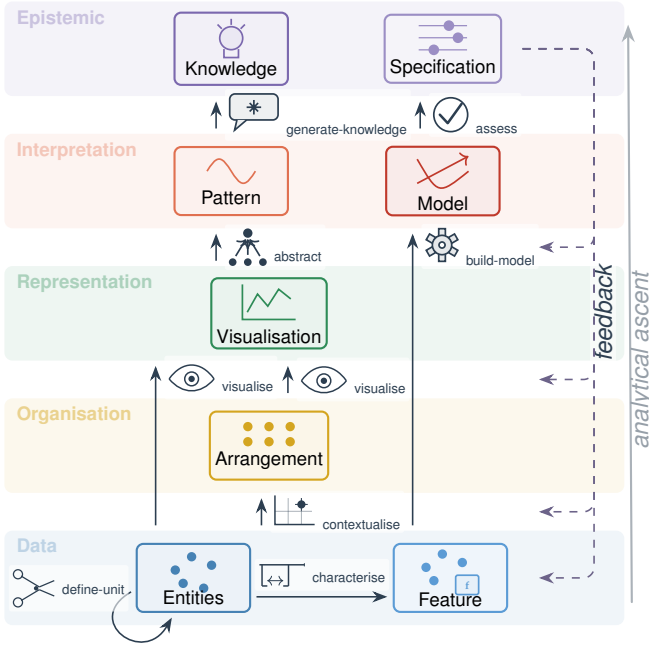 Epistemic
Knowledge
Specification
generate-knowledge
assess
Interpretation
Pattern
Model
abstract
build-model
Representation
Visualisation
visualise
visualise
Organisation
Arrangement
contextualise
Data
define-unit
Entities
characterise
f
Feature
feedback
analytical ascent